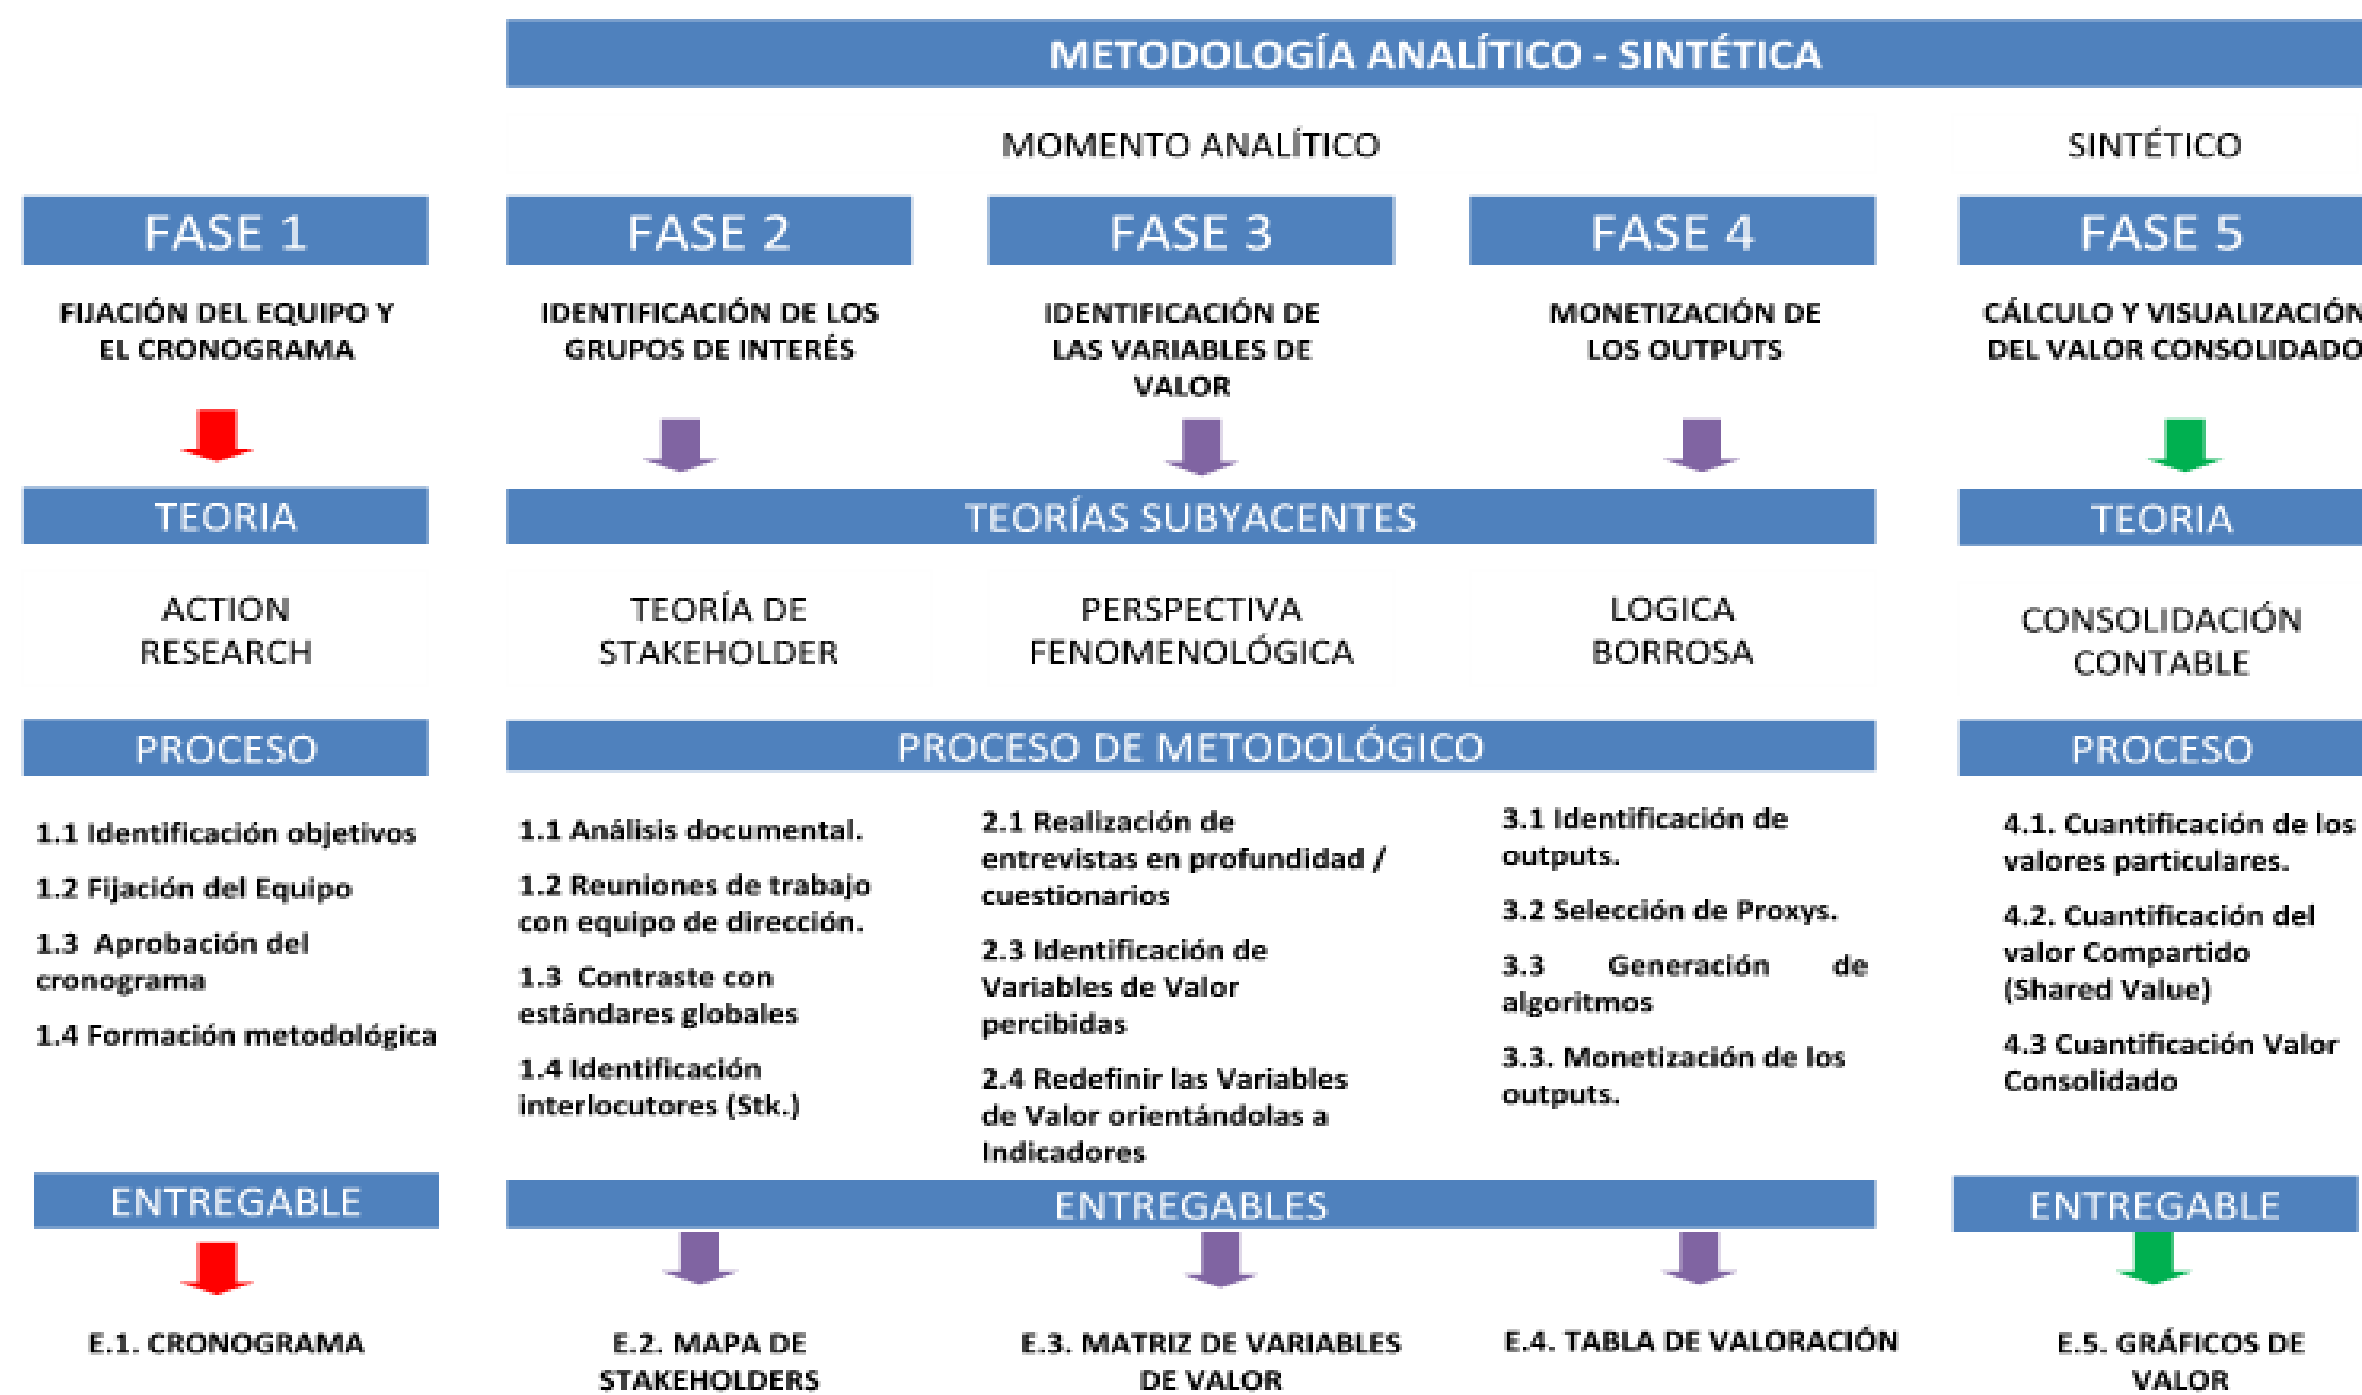 METODOLOGÍA ANALÍTICO - SINTÉTICA
MOMENTO ANALÍTICO
SINTÉTICO
FASE 1
FASE 2
FASE 3
FASE 4
FASE 5
FIJACIÓN DEL EQUIPO Y
EL CRONOGRAMA
IDENTIFICACIÓN DE LOS
GRUPOS DE INTERÉS
IDENTIFICACIÓN DE
LAS VARIABLES DE
VALOR
MONETIZACIÓN DE
LOS OUTPUTS
CÁLCULO Y VISUALIZACIÓN
DEL VALOR CONSOLIDADO
TEORIA
TEORÍAS SUBYACENTES
TEORIA
ACTION
RESEARCH
TEORÍA DE
STAKEHOLDER
PERSPECTIVA
FENOMENOLÓGICA
LOGICA
BORROSA
CONSOLIDACIÓN
CONTABLE
PROCESO
PROCESO DE METODOLÓGICO
PROCESO
1.1 Identificación objetivos
1.2 Fijación del Equipo
1.3 Aprobación del
cronograma
1.4 Formación metodológica
1.1 Análisis documental.
1.2 Reuniones de trabajo
con equipo de dirección.
1.3 Contraste con
estándares globales
1.4 Identificación
interlocutores (Stk.)
2.1 Realización de
entrevistas en profundidad /
cuestionarios
2.3 Identificación de
Variables de Valor
percibidas
2.4 Redefinir las Variables
de Valor orientándolas a
Indicadores
3.1 Identificación de
outputs.
3.2 Selección de Proxys.
3.3 Generación de
algoritmos
3.3. Monetización de los
outputs.
4.1. Cuantificación de los
valores particulares.
4.2. Cuantificación del
valor Compartido
(Shared Value)
4.3 Cuantificación Valor
Consolidado
ENTREGABLE
ENTREGABLES
ENTREGABLE
E.1. CRONOGRAMA
E.2. MAPA DE
STAKEHOLDERS
E.3. MATRIZ DE VARIABLES
DE VALOR
E.4. TABLA DE VALORACIÓN
E.5. GRÁFICOS DE
VALOR